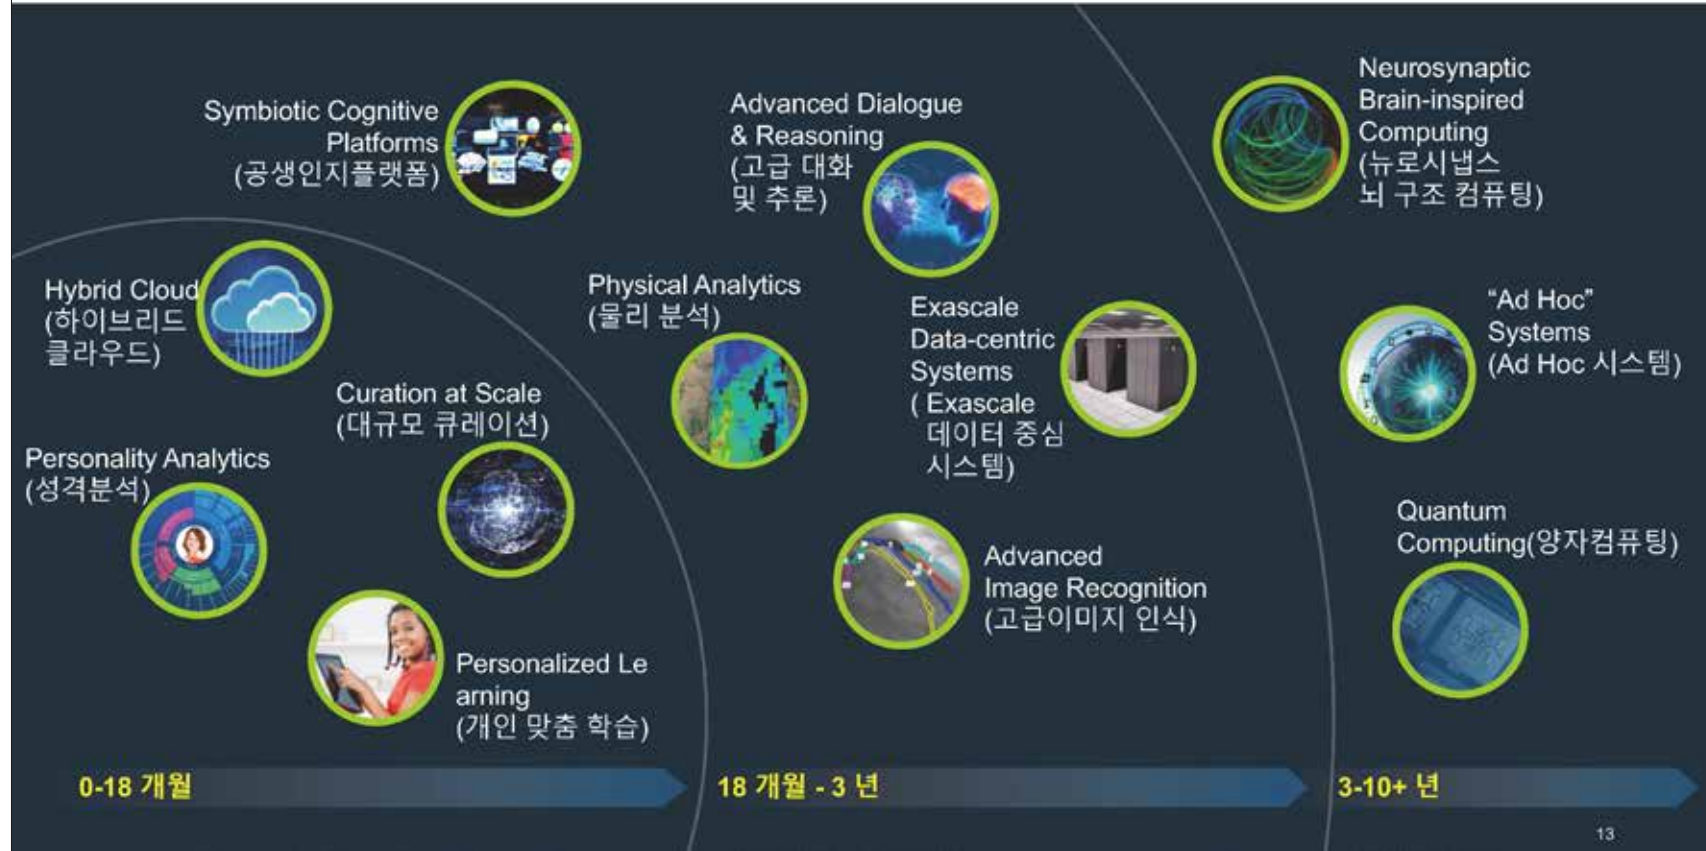 Symbiotic Cognitive
Platforms
(공생인지플랫폼)
Advanced Dialogue
& Reasoning
(고급 대화
및 추론)
Neurosynaptic
Brain-inspired
Computing
(뉴로시냅스
뇌 구조 컴퓨팅)
Hybrid Cloud
(하이브리드
클라우드)
Physical Analytics
(물리 분석)
Exascale
Data-centric
Systems
( Exascale
데이터 중심
시스템)
“Ad Hoc”
Systems
(Ad Hoc 시스템)
Curation at Scale
(대규모 큐레이션)
Personality Analytics
(성격분석)
Quantum
Computing(양자컴퓨팅)
Advanced
Image Recognition
(고급이미지 인식)
Personalized Le
arning
(개인 맞춤 학습)
0-18 개월
18 개월 - 3 년
3-10+ 년
13